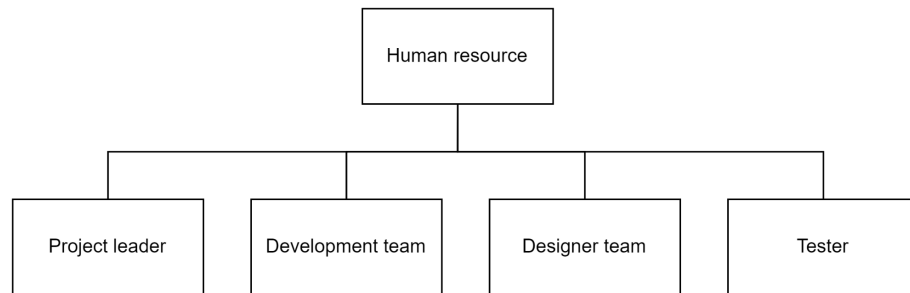 Human resource
Project leader
Development team
Designer team
Tester